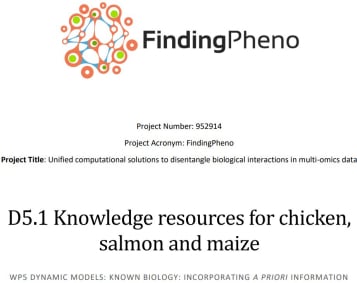 FindingPheno
Project Number: 952914
Project Acronym: FindingPheno
Project Title: Unified computational solutions to disentangle biological interactions in multi-omics data
D5.1 Knowledge resources for chicken,
salmon and maize
WP5 DYNAMIC MODELS: KNOWN BIOLOGY: INCORPORATING A PRIORI INFORMATION